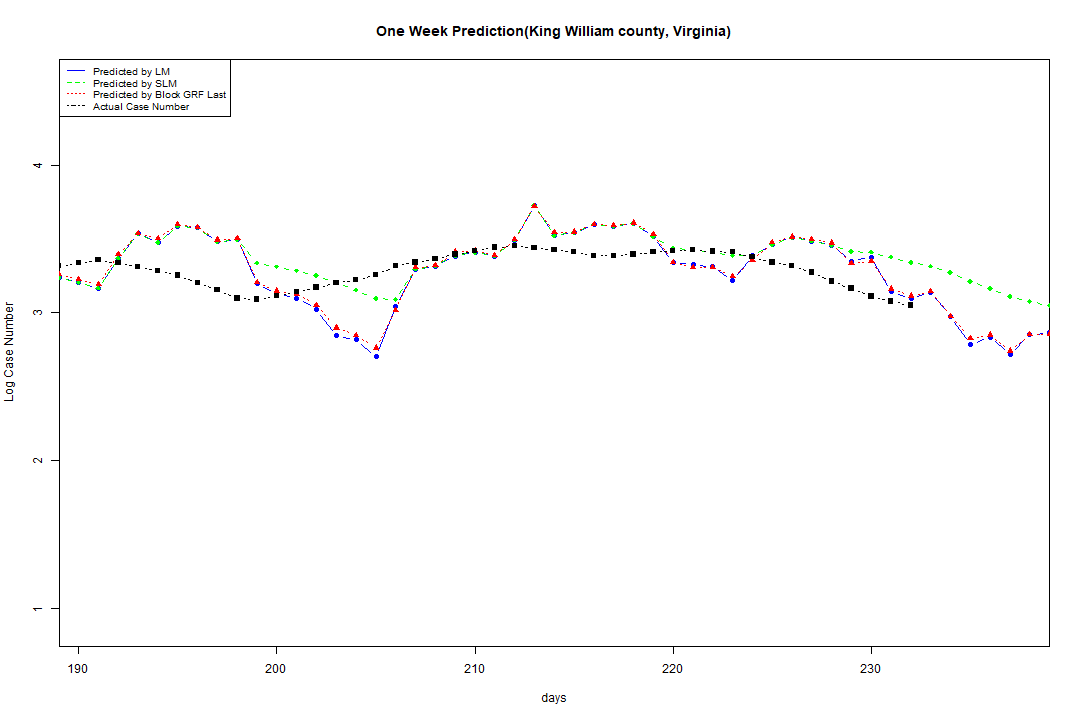 One Week Prediction(King William county, Virginia)
Predicted by LM
Predicted by SLM
Predicted by Block GRF Last
Actual Case Number
4
3
2
1
Log Case Number
190 200 210 220 230
days